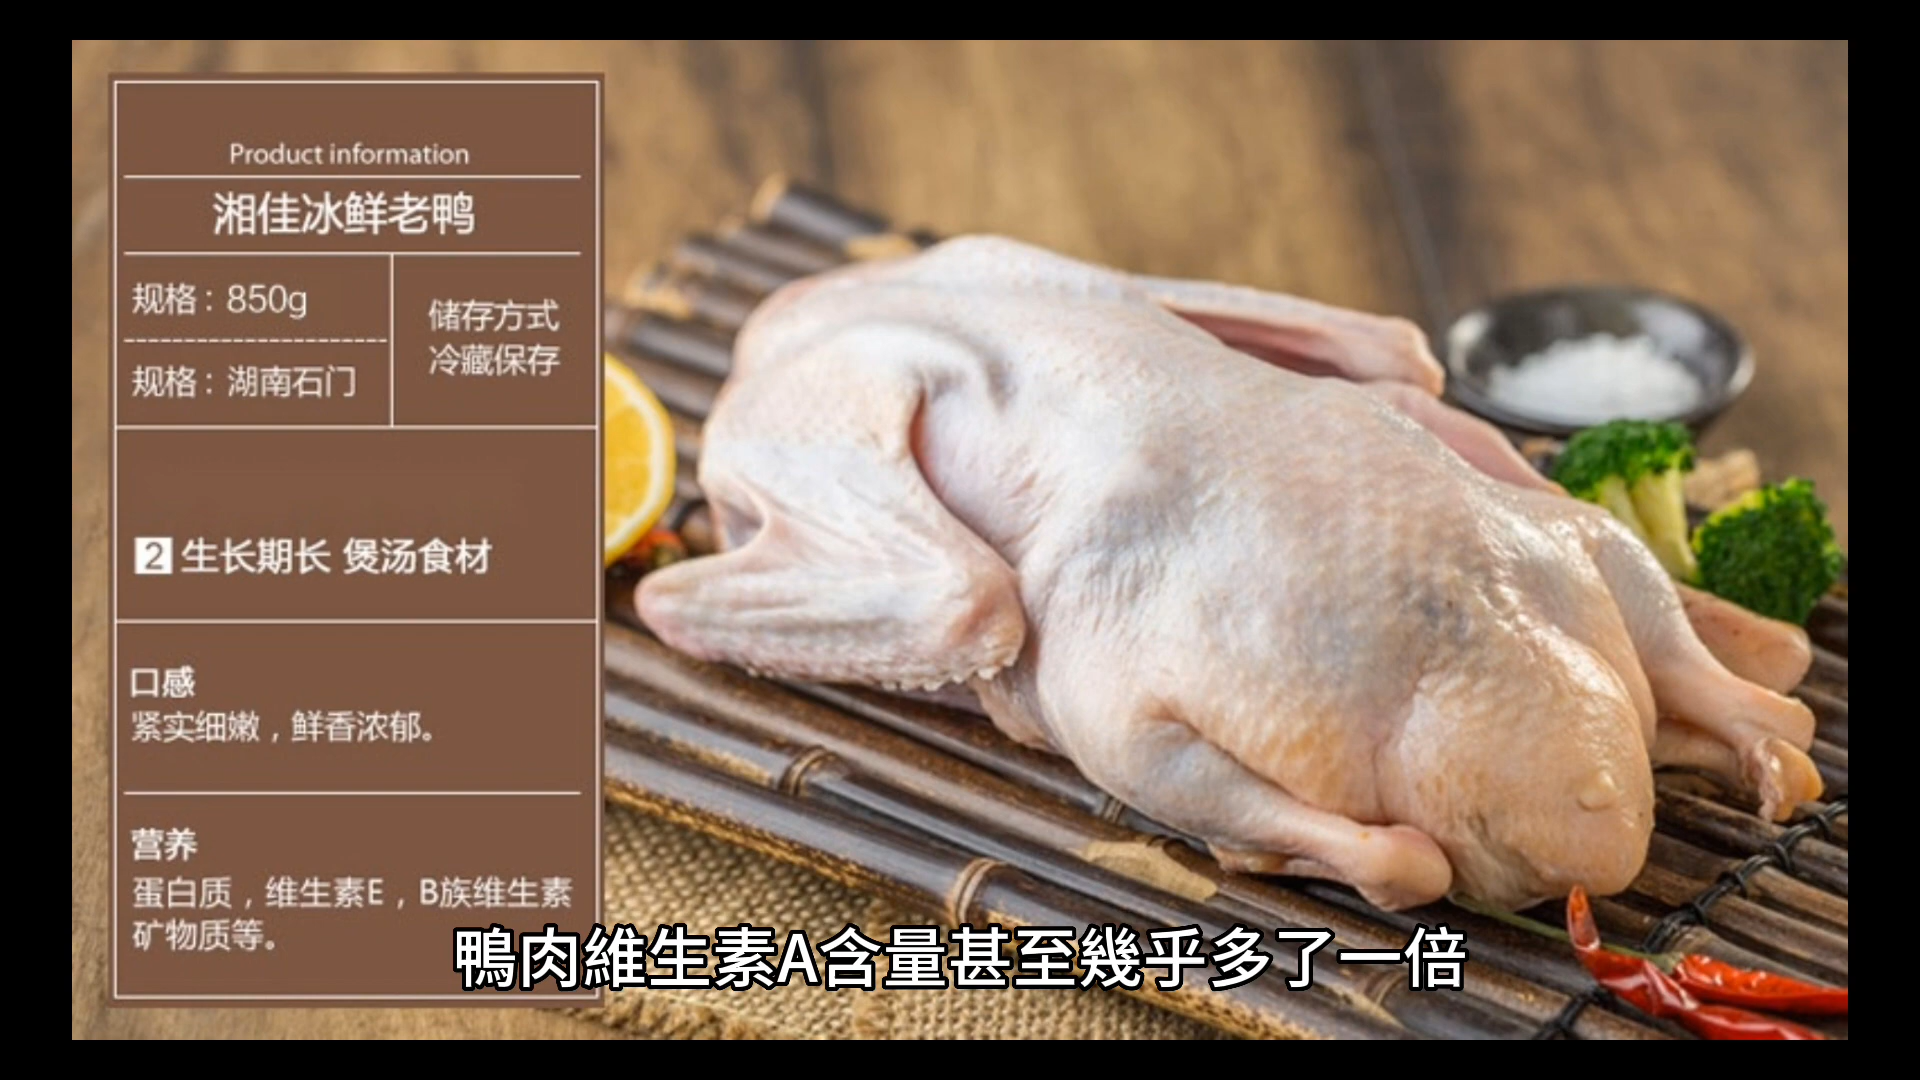 Product information
湘佳冰鲜老鸭
规格：850g
规格：湖南石门
储存方式
冷藏保存
2 生长期长 煲汤食材
口感
紧实细嫩，鲜香浓郁。
营养
蛋白质，维生素E，B族维生素
矿物质等。
鴨肉維生素A含量甚至幾乎多了一倍